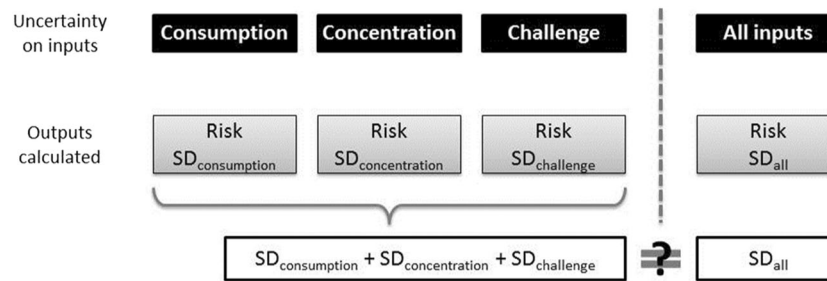 Uncertainty on inputs
Consumption
Concentration
Challenge
All inputs
Outputs calculated
Risk
SDconsumption
Risk
SDconcentration
Risk
SDchallenge
Risk
SDall
SDconsumption + SDconcentration + SDchallenge
=?
SDall